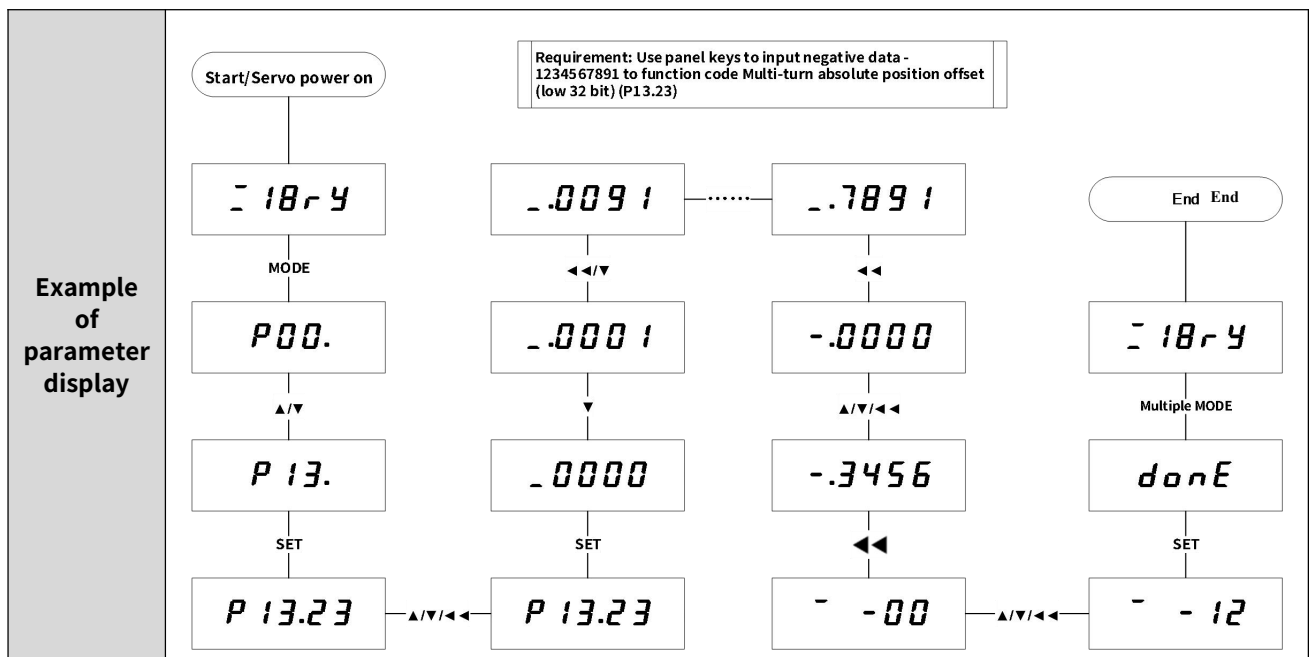 Example
of
parameter
display
Start/Servo power on
Requirement: Use panel keys to input negative data -
1234567891 to function code Multi-turn absolute position offset
(low 32 bit) (P13.23)
18rY
MODE
P00.
▲/▼
P13.
SET
P13.23
▲/▼/◄◄
P13.23
SET
_0000
▼
_.0001
◄◄/▼
_.0091
......
_.7891
◄◄
-.0000
▲/▼/◄◄
-.3456
◄◄
‾ -00
▲/▼/◄◄
‾ -12
SET
donE
Multiple MODE
18rY
End End